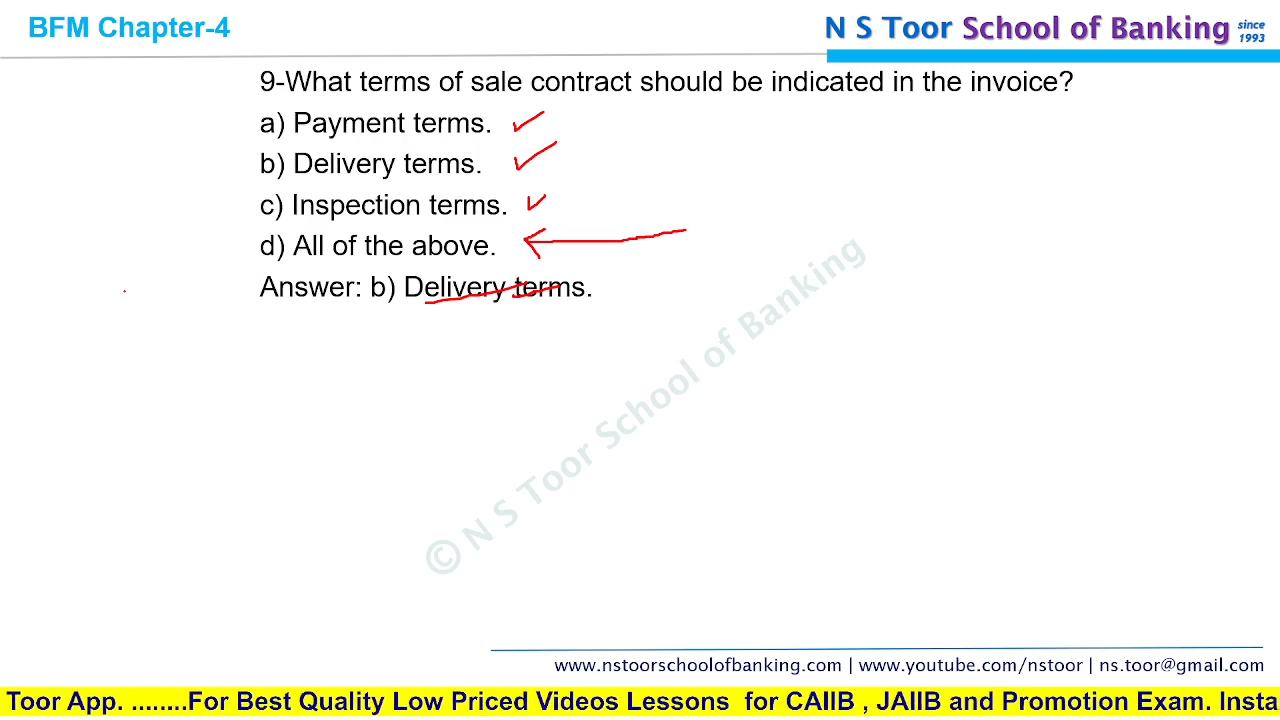 BFM Chapter-4
N S Toor School of Banking since 1993
9-What terms of sale contract should be indicated in the invoice?
a) Payment terms.
b) Delivery terms.
c) Inspection terms.
d) All of the above.
Answer: b) Delivery terms.
© N S Toor School of Banking
www.nstoorschoolofbanking.com | www.youtube.com/nstoor | ns.toor@gmail.com
Toor App. ........For Best Quality Low Priced Videos Lessons for CAIIB , JAIIB and Promotion Exam. Insta